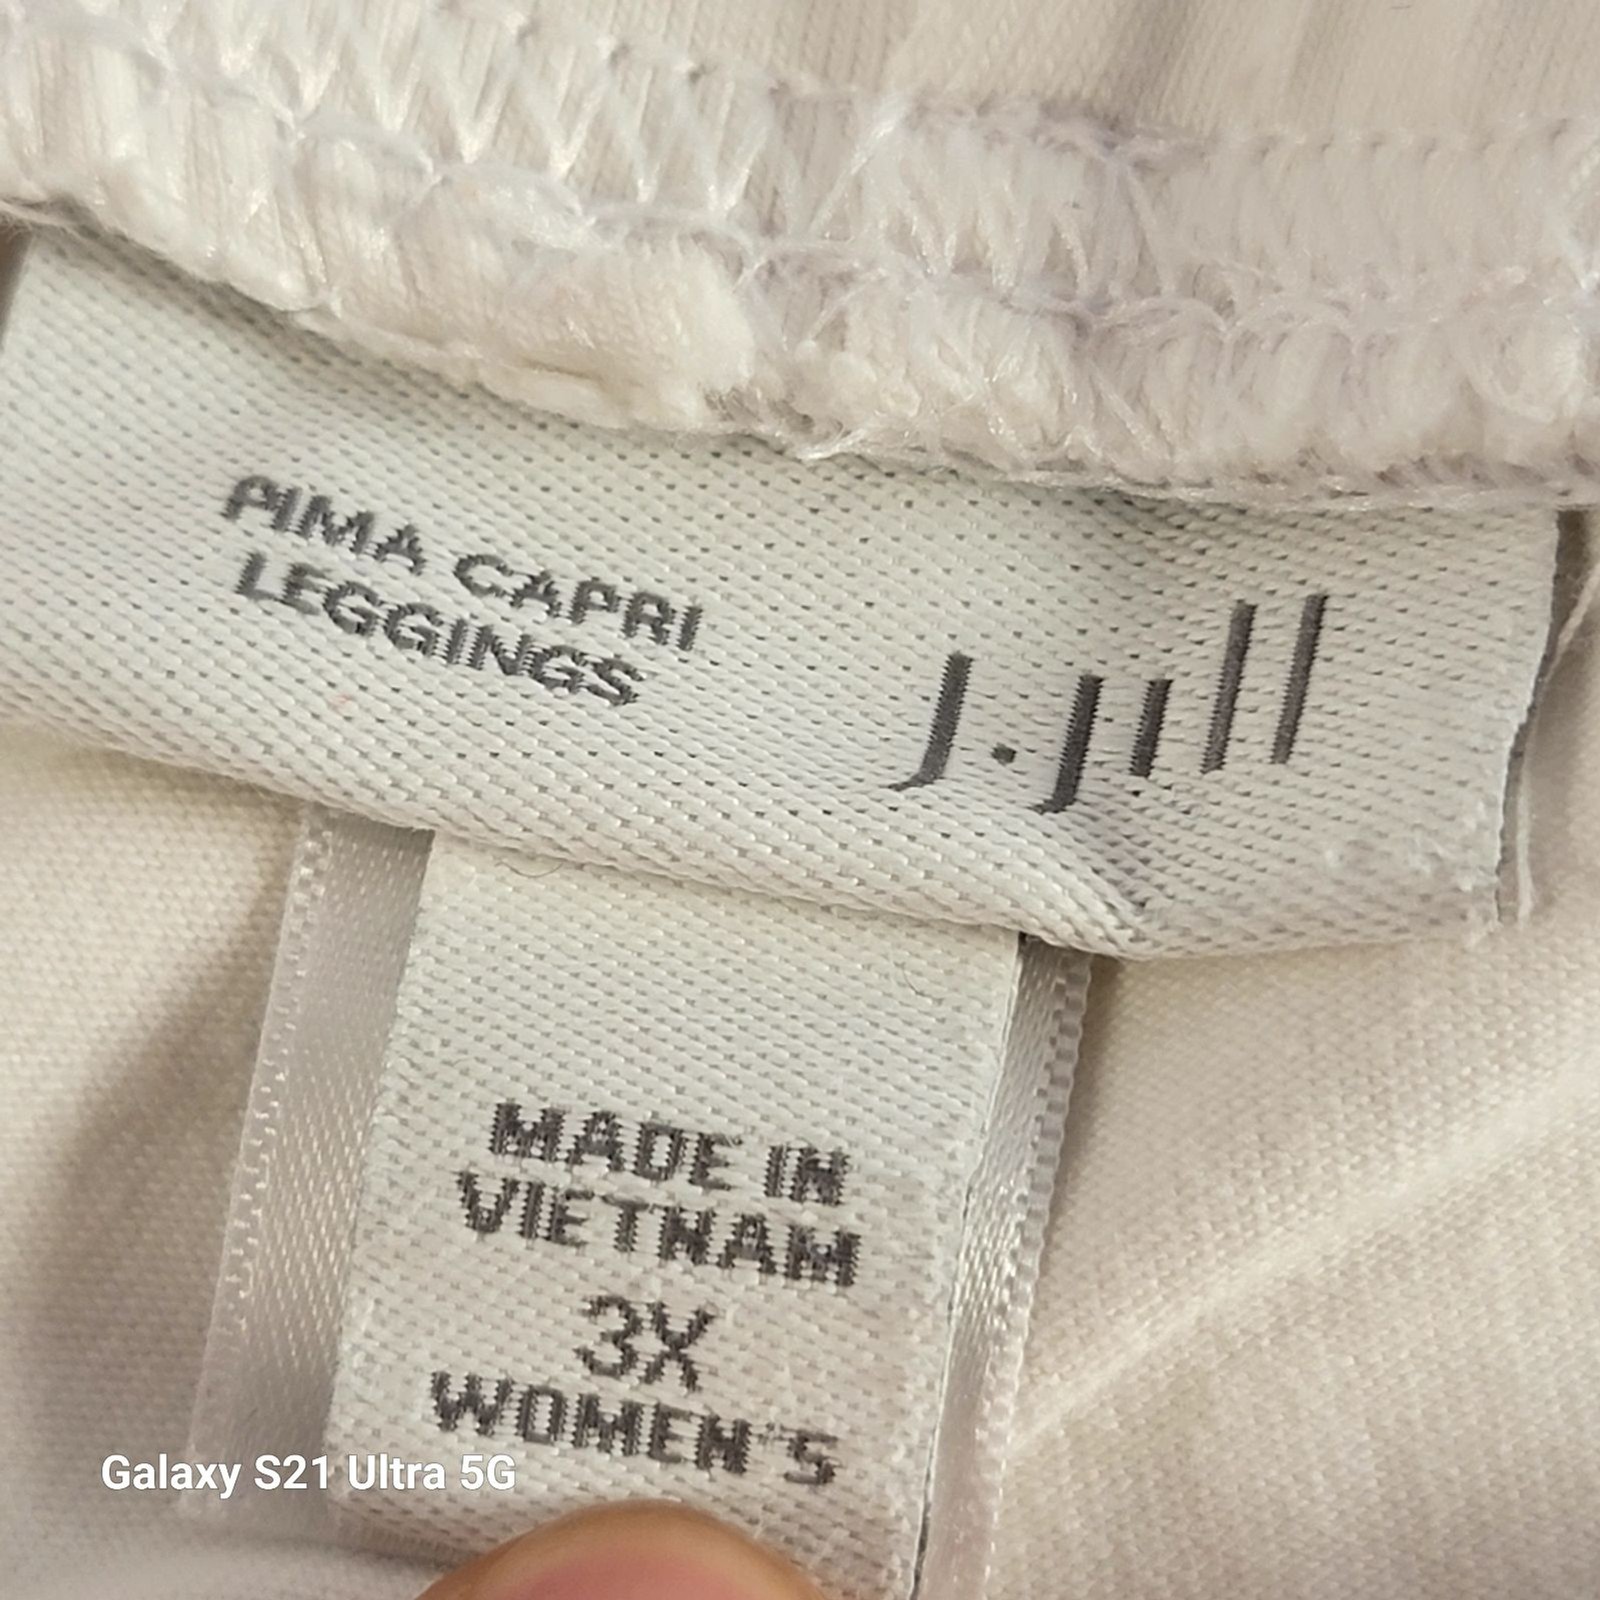 PIMA CAPRI
LEGGINGS
J.Jill
MADE IN
VIETNAM
3X
WOMEN'S
Galaxy S21 Ultra 5G